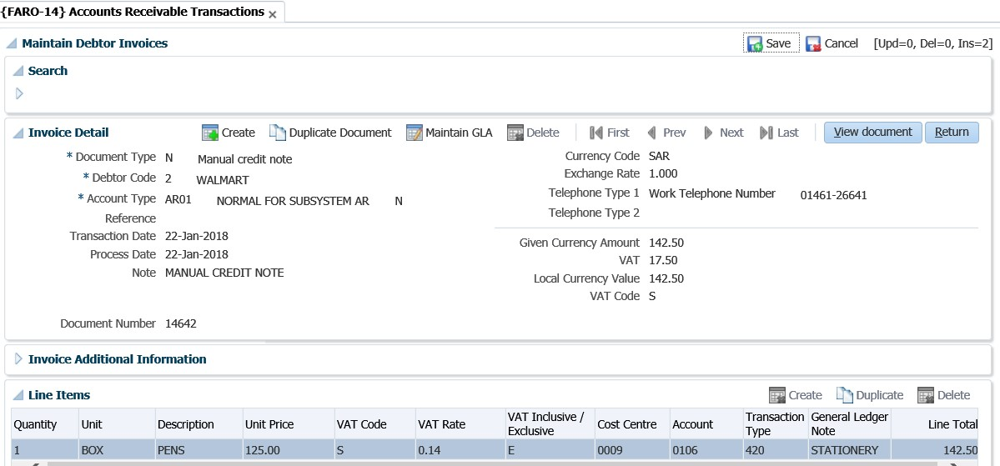 {FARO-14} Accounts Receivable Transactions
Maintain Debtor Invoices Save Cancel [Upd=0, Del=0, Ins=2]
Search
Invoice Detail Create Duplicate Document Maintain GLA Delete First Prev Next Last View document Return
* Document Type N Manual credit note
* Debtor Code 2 WALMART
* Account Type AR01 NORMAL FOR SUBSYSTEM AR N
Reference
Transaction Date 22-Jan-2018
Process Date 22-Jan-2018
Note MANUAL CREDIT NOTE
Document Number 14642
Currency Code SAR
Exchange Rate 1.000
Telephone Type 1 Work Telephone Number 01461-26641
Telephone Type 2
Given Currency Amount 142.50
VAT 17.50
Local Currency Value 142.50
VAT Code S
Invoice Additional Information
Line Items Create Duplicate Delete
Quantity Unit Description Unit Price VAT Code VAT Rate VAT Inclusive / Exclusive Cost Centre Account Transaction Type General Ledger Note Line Total
1 BOX PENS 125.00 S 0.14 E 0009 0106 420 STATIONERY 142.50